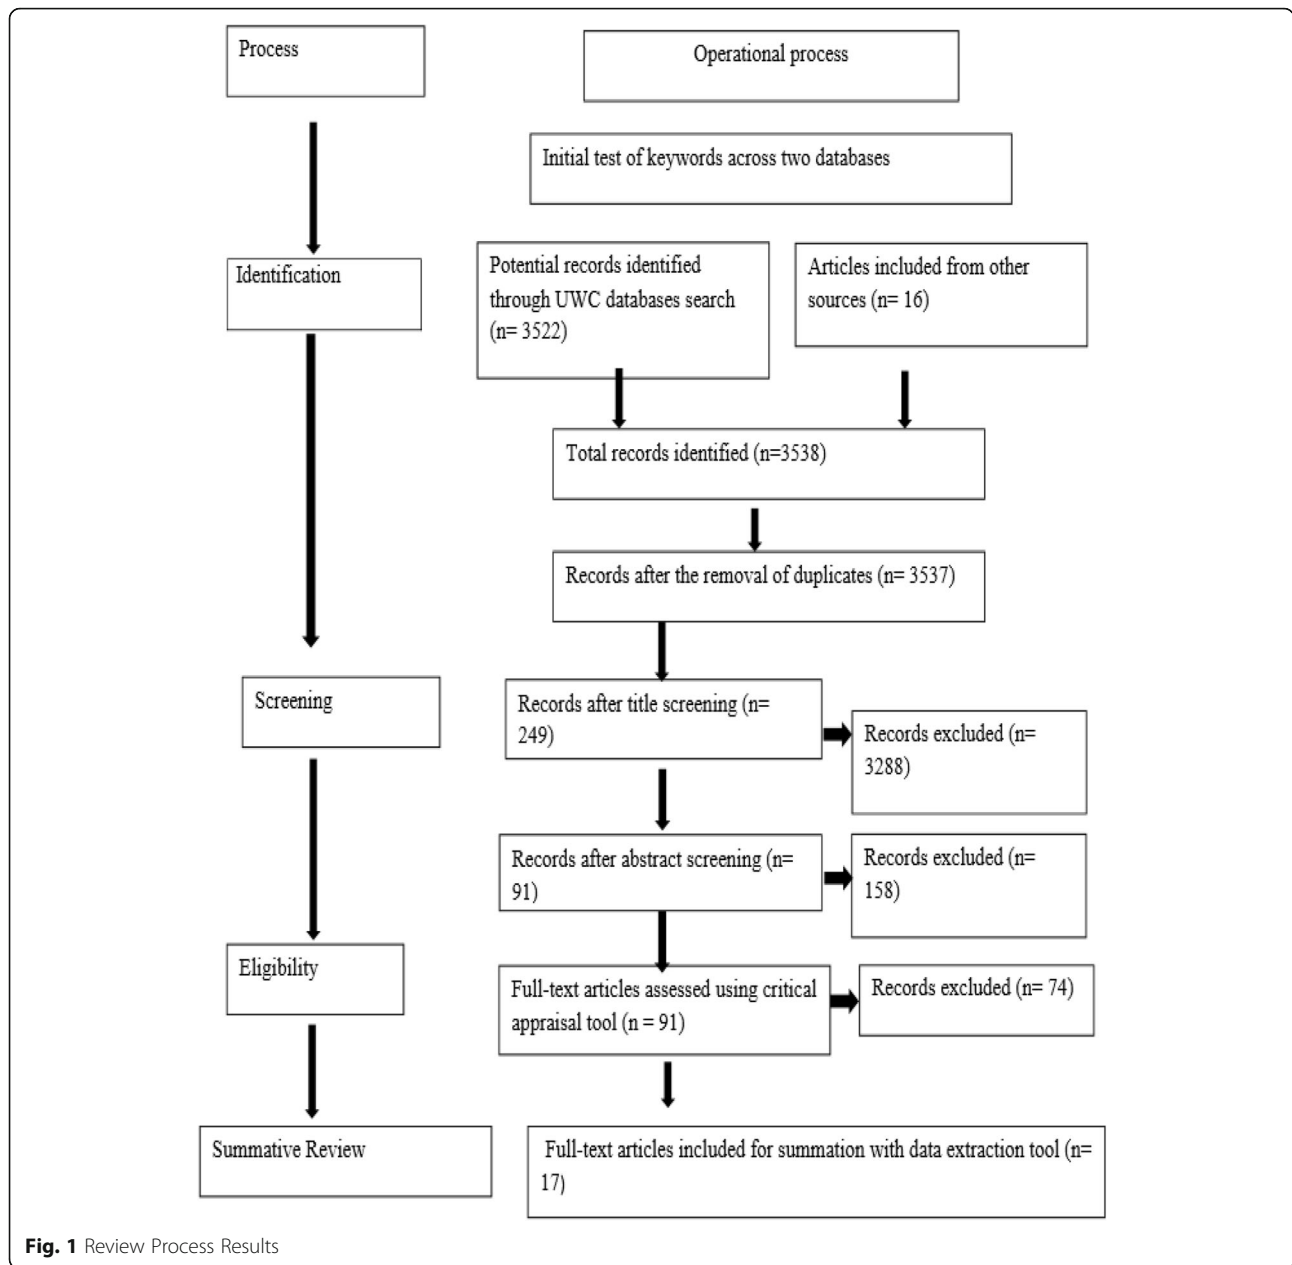 Process
Operational process
Initial test of keywords across two databases
Identification
Potential records identified
through UWC databases search
(n= 3522)
Articles included from other
sources (n= 16)
Total records identified (n=3538)
Records after the removal of duplicates (n= 3537)
Screening
Records after title screening (n=
249)
Records excluded (n=
3288)
Records after abstract screening (n=
91)
Records excluded (n=
158)
Eligibility
Full-text articles assessed using critical
appraisal tool (n = 91)
Records excluded (n= 74)
Summative Review
Full-text articles included for summation with data extraction tool (n=
17)
Fig. 1 Review Process Results